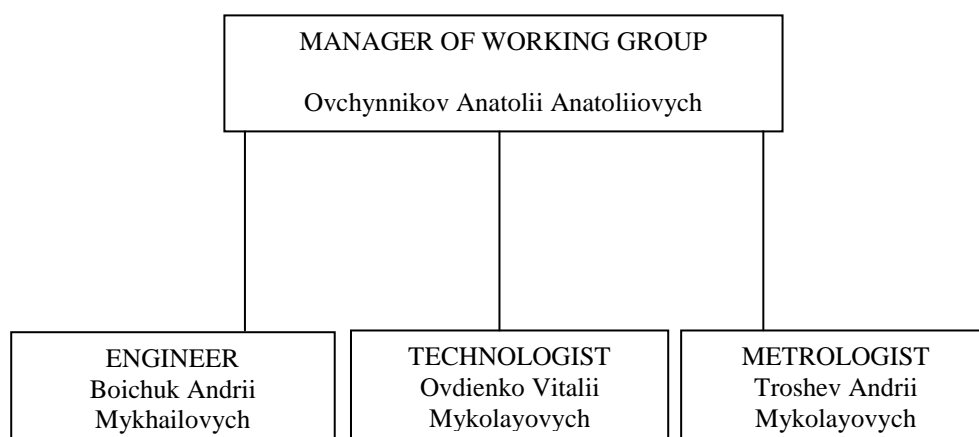 MANAGER OF WORKING GROUP
Ovchynnikov Anatolii Anatoliiovych
ENGINEER
Boichuk Andrii
Mykhailovych
TECHNOLOGIST
Ovdienko Vitalii
Mykolayovych
METROLOGIST
Troshev Andrii
Mykolayovych